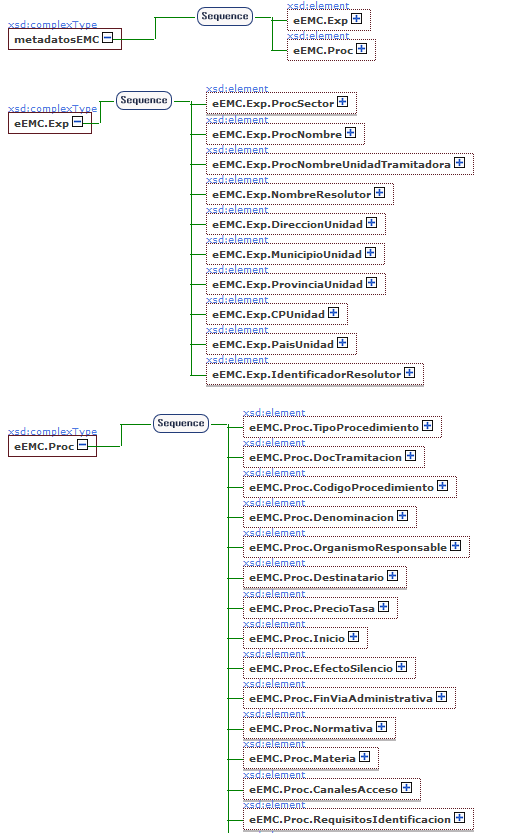 xsd:complexType
metadatosEMC
Sequence
xsd:element
eEMC.Exp
xsd:element
eEMC.Proc
xsd:complexType
eEMC.Exp
Sequence
xsd:element
eEMC.Exp.ProcSector
xsd:element
eEMC.Exp.ProcNombre
xsd:element
eEMC.Exp.ProcNombreUnidadTramitadora
xsd:element
eEMC.Exp.NombreResolutor
xsd:element
eEMC.Exp.DireccionUnidad
xsd:element
eEMC.Exp.MunicipioUnidad
xsd:element
eEMC.Exp.ProvinciaUnidad
xsd:element
eEMC.Exp.CPUnidad
xsd:element
eEMC.Exp.PaisUnidad
xsd:element
eEMC.Exp.IdentificadorResolutor
xsd:complexType
eEMC.Proc
Sequence
xsd:element
eEMC.Proc.TipoProcedimiento
xsd:element
eEMC.Proc.DocTramitacion
xsd:element
eEMC.Proc.CodigoProcedimiento
xsd:element
eEMC.Proc.Denominacion
xsd:element
eEMC.Proc.OrganismoResponsable
xsd:element
eEMC.Proc.Destinatario
xsd:element
eEMC.Proc.PrecioTasa
xsd:element
eEMC.Proc.Inicio
xsd:element
eEMC.Proc.EfectoSilencio
xsd:element
eEMC.Proc.FinViaAdministrativa
xsd:element
eEMC.Proc.Normativa
xsd:element
eEMC.Proc.Materia
xsd:element
eEMC.Proc.CanalesAcceso
xsd:element
eEMC.Proc.RequisitosIdentificacion